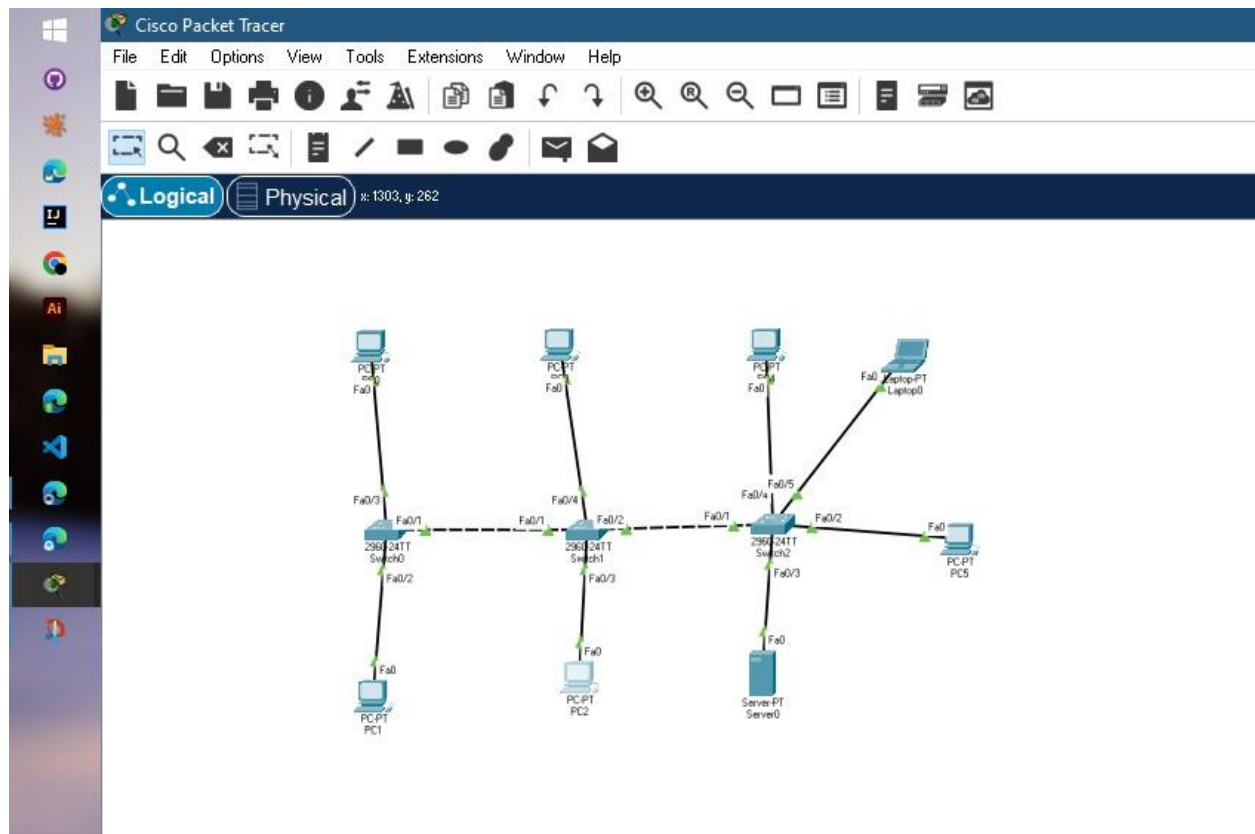 Cisco Packet Tracer
File Edit Options View Tools Extensions Window Help
Logical Physical x: 1303, y: 262
PC-PT
Fa0
PC-PT
Fa0
PC-PT
Fa0
Fa0 Laptop-PT
Laptop0
Fa0/3
Fa0/4
Fa0/4
Fa0/5
Fa0/1
Fa0/1
Fa0/2
Fa0/1
Fa0/2
Fa0
2960-24TT
Switch0
2960-24TT
Switch1
2960-24TT
Switch2
PC-PT
PC5
Fa0/2
Fa0/3
Fa0/3
Fa0
Fa0
Fa0
PC-PT
PC1
PC-PT
PC2
Server-PT
Server0
IJ
Ai